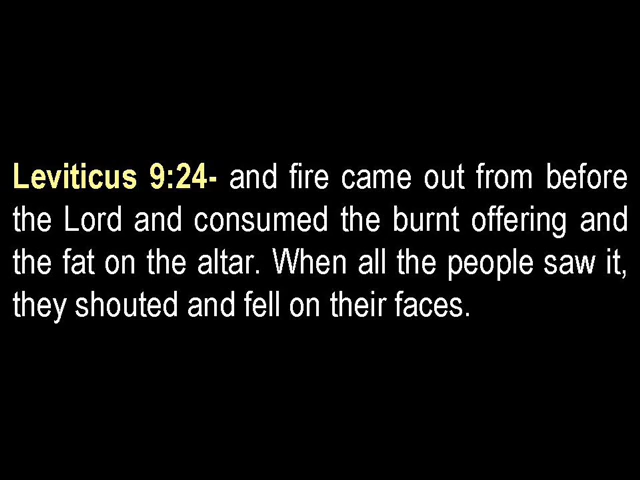 Leviticus 9:24- and fire came out from before
the Lord and consumed the burnt offering and
the fat on the altar. When all the people saw it,
they shouted and fell on their faces.